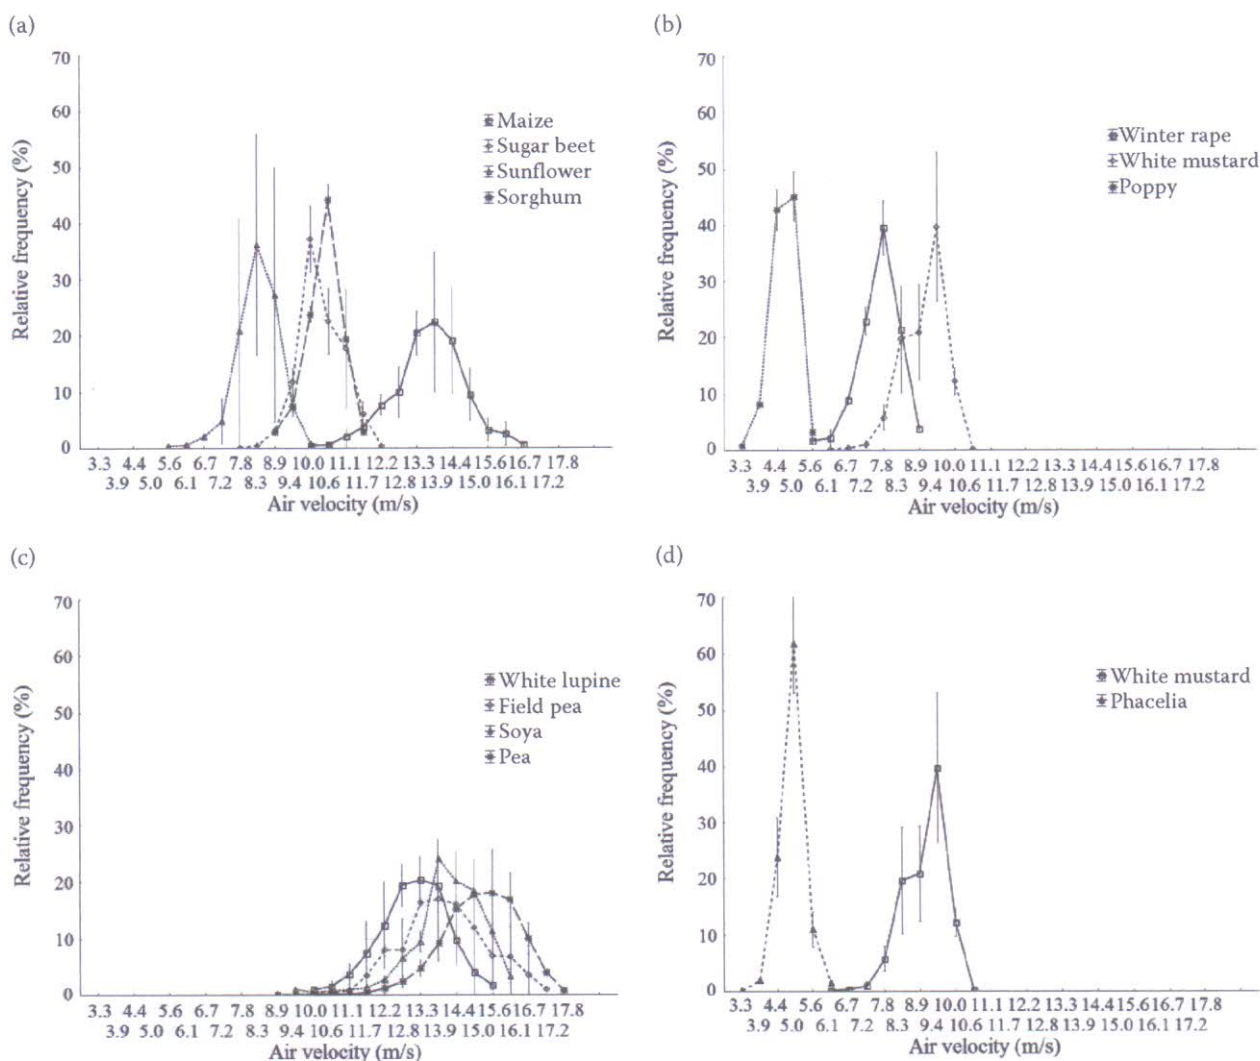 (a)
70
60
50
40
30
20
10
0
Relative frequency (%)
Maize
Sugar beet
Sunflower
Sorghum
3.3 4.4 5.6 6.7 7.8 8.9 10.0 11.1 12.2 13.3 14.4 15.6 16.7 17.8
3.9 5.0 6.1 7.2 8.3 9.4 10.6 11.7 12.8 13.9 15.0 16.1 17.2
Air velocity (m/s)
(b)
70
60
50
40
30
20
10
0
Relative frequency (%)
Winter rape
White mustard
Poppy
3.3 4.4 5.6 6.7 7.8 8.9 10.0 11.1 12.2 13.3 14.4 15.6 16.7 17.8
3.9 5.0 6.1 7.2 8.3 9.4 10.6 11.7 12.8 13.9 15.0 16.1 17.2
Air velocity (m/s)
(c)
70
60
50
40
30
20
10
0
Relative frequency (%)
White lupine
Field pea
Soya
Pea
3.3 4.4 5.6 6.7 7.8 8.9 10.0 11.1 12.2 13.3 14.4 15.6 16.7 17.8
3.9 5.0 6.1 7.2 8.3 9.4 10.6 11.7 12.8 13.9 15.0 16.1 17.2
Air velocity (m/s)
(d)
70
60
50
40
30
20
10
0
Relative frequency (%)
White mustard
Phacelia
3.3 4.4 5.6 6.7 7.8 8.9 10.0 11.1 12.2 13.3 14.4 15.6 16.7 17.8
3.9 5.0 6.1 7.2 8.3 9.4 10.6 11.7 12.8 13.9 15.0 16.1 17.2
Air velocity (m/s)